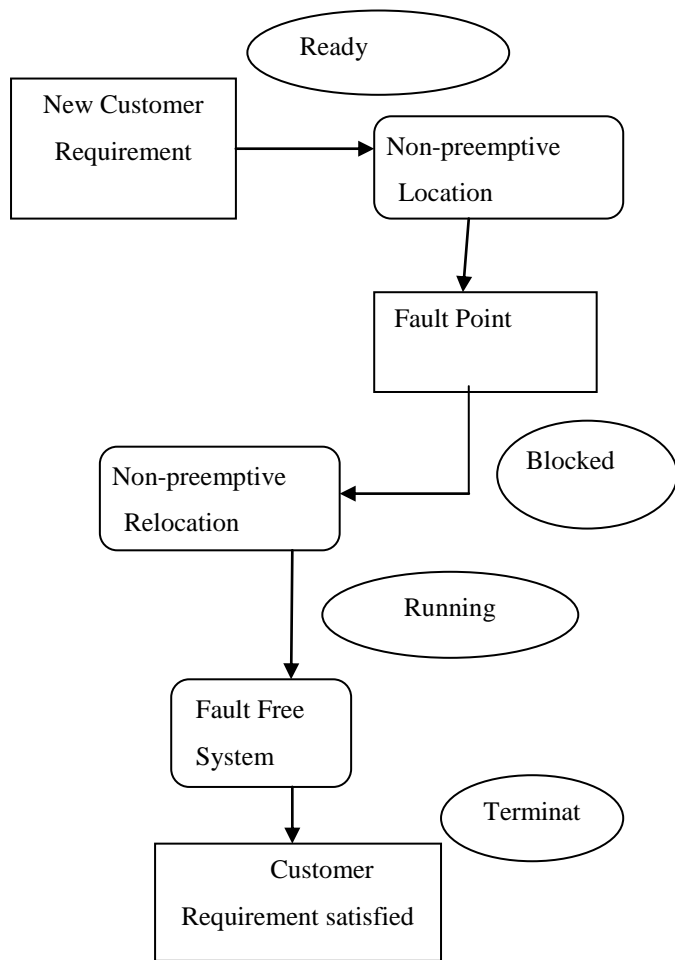 Ready
New Customer
Requirement
Non-preemptive
Location
Fault Point
Blocked
Non-preemptive
Relocation
Running
Fault Free
System
Terminat
Customer
Requirement satisfied